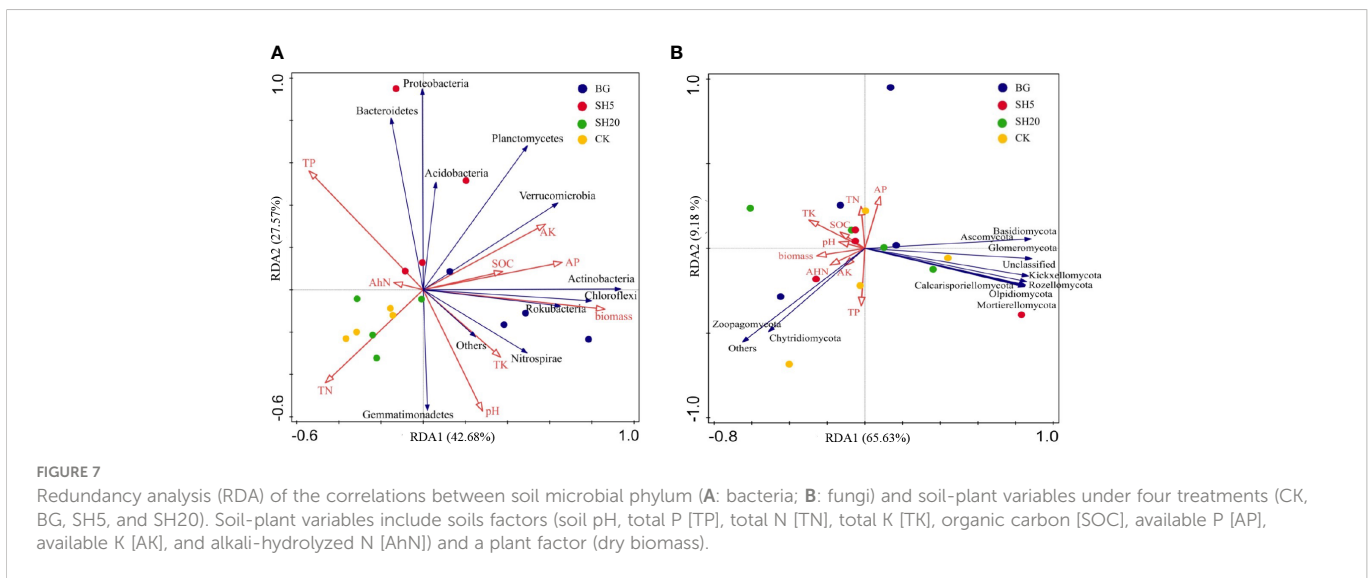 A
B
1.0
Proteobacteria
BG
SH5
SH20
CK
Bacteroidetes
Planctomycetes
TP
Acidobacteria
Verrucomicrobia
AK
SOC
AP
AhN
Actinobacteria
Chloroflexi
Rokubacteria
biomass
Others
TK
Nitrospirae
TN
Gemmatimonadetes
pH
-0.6
-0.6
1.0
RDA1 (42.68%)
RDA2 (27.57%)
1.0
BG
SH5
SH20
CK
TN
AP
TK
SOC
pH
Basidiomycota
Ascomycota
Glomeromycota
biomass
Unclassified
AHN
AK
Kickxellomycota
Calcarisporiellomycota
Rozellomycota
Olpidiomycota
Mortierellomycota
TP
Zoopagomycota
Chytridiomycota
Others
-1.0
-0.8
1.0
RDA1 (65.63%)
RDA2 (9.18 %)
FIGURE 7
Redundancy analysis (RDA) of the correlations between soil microbial phylum (A: bacteria; B: fungi) and soil-plant variables under four treatments (CK,
BG, SH5, and SH20). Soil-plant variables include soils factors (soil pH, total P [TP], total N [TN], total K [TK], organic carbon [SOC], available P [AP],
available K [AK], and alkali-hydrolyzed N [AhN]) and a plant factor (dry biomass).